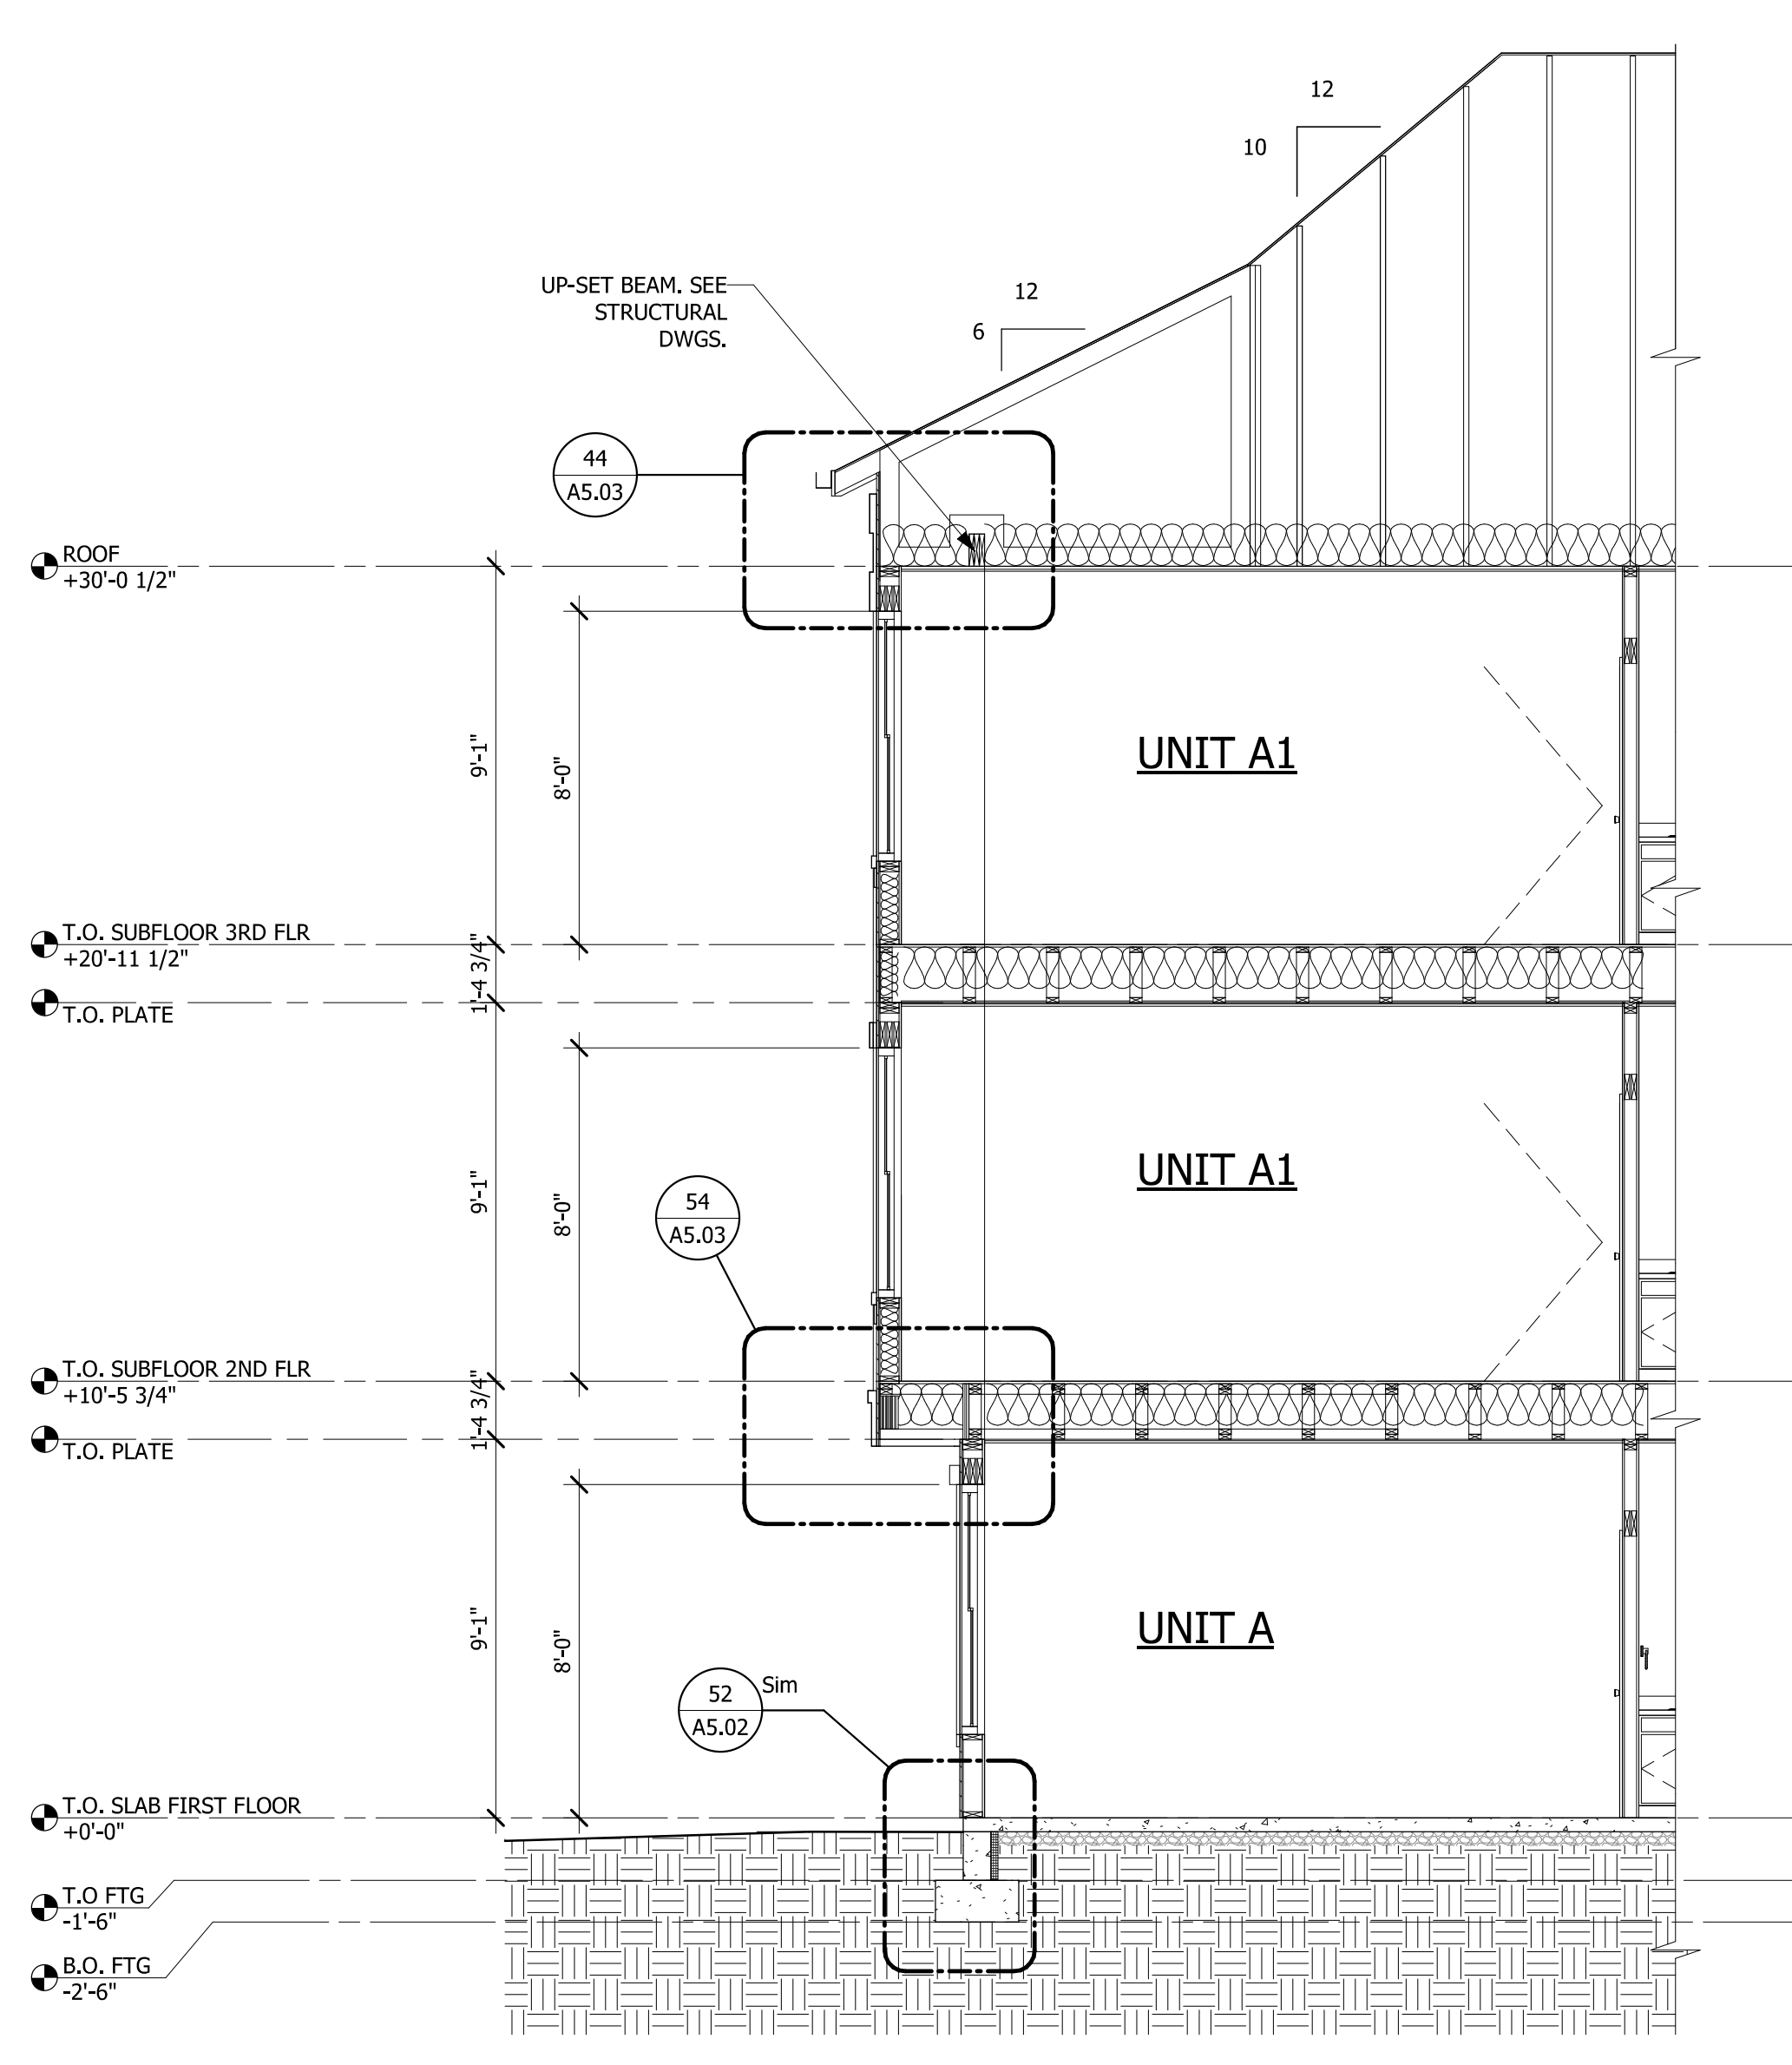 12
10
UP-SET BEAM. SEE
STRUCTURAL
DWGS.
12
6
44
A5.03
ROOF
+30'-0 1/2"
9'-1"
8'-0"
UNIT A1
T.O. SUBFLOOR 3RD FLR
+20'-11 1/2"
1'-4 3/4"
T.O. PLATE
9'-1"
8'-0"
UNIT A1
54
A5.03
T.O. SUBFLOOR 2ND FLR
+10'-5 3/4"
1'-4 3/4"
T.O. PLATE
9'-1"
8'-0"
UNIT A
52
A5.02
Sim
T.O. SLAB FIRST FLOOR
+0'-0"
T.O FTG
-1'-6"
B.O. FTG
-2'-6"